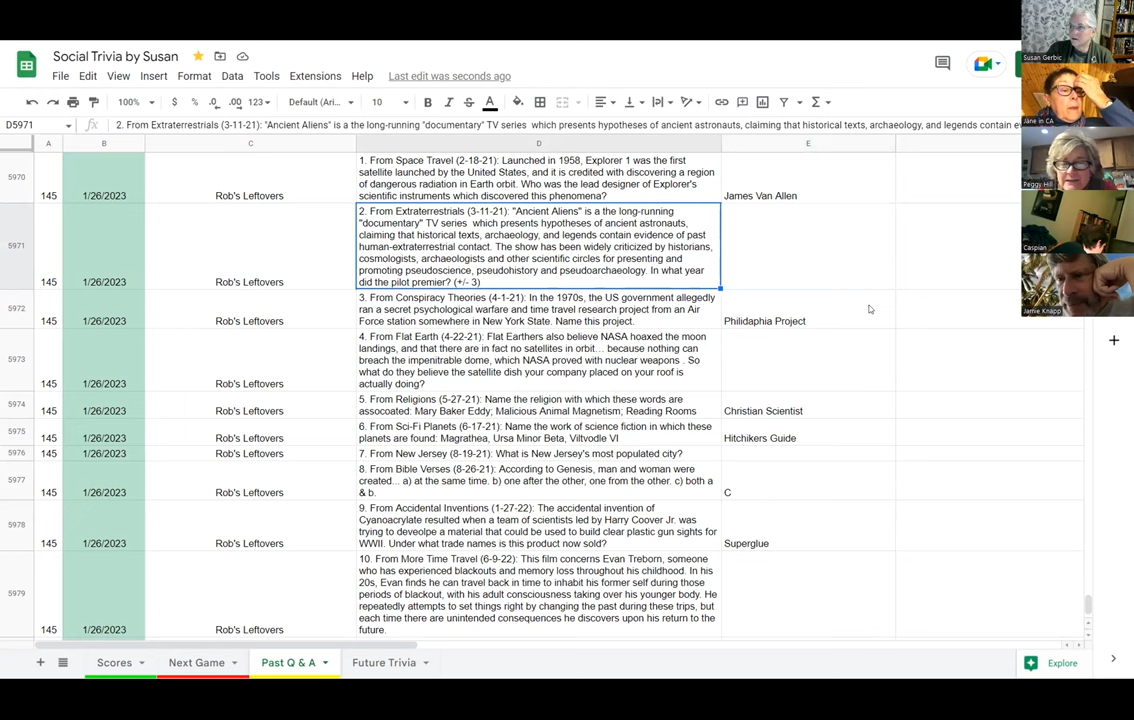 Social Trivia by Susan
File Edit View Insert Format Data Tools Extensions Help Last edit was seconds ago
100% $ % .0 .00 123 Default (Ari... 10 B I S A
D5971 fx 2. From Extraterrestrials (3-11-21): "Ancient Aliens" is a the long-running "documentary" TV series which presents hypotheses of ancient astronauts, claiming that historical texts, archaeology, and legends contain evidence of past
A B C D E
1. From Space Travel (2-18-21): Launched in 1958, Explorer 1 was the first
satellite launched by the United States, and it is credited with discovering a region
of dangerous radiation in Earth orbit. Who was the lead designer of Explorer's
scientific instruments which discovered this phenomena?
5970 145 1/26/2023 Rob's Leftovers James Van Allen
2. From Extraterrestrials (3-11-21): "Ancient Aliens" is a the long-running
"documentary" TV series which presents hypotheses of ancient astronauts,
claiming that historical texts, archaeology, and legends contain evidence of past
human-extraterrestrial contact. The show has been widely criticized by historians,
cosmologists, archaeologists and other scientific circles for presenting and
promoting pseudoscience, pseudohistory and pseudoarchaeology. In what year
did the pilot premier? (+/- 3)
5971 145 1/26/2023 Rob's Leftovers
3. From Conspiracy Theories (4-1-21): In the 1970s, the US government allegedly
ran a secret psychological warfare and time travel research project from an Air
Force station somewhere in New York State. Name this project.
5972 145 1/26/2023 Rob's Leftovers Philidaphia Project
4. From Flat Earth (4-22-21): Flat Earthers also believe NASA hoaxed the moon
landings, and that there are in fact no satellites in orbit... because nothing can
breach the impenitrable dome, which NASA proved with nuclear weapons . So
what do they believe the satellite dish your company placed on your roof is
actually doing?
5973 145 1/26/2023 Rob's Leftovers
5. From Religions (5-27-21): Name the religion with which these words are
assocoated: Mary Baker Eddy; Malicious Animal Magnetism; Reading Rooms
5974 145 1/26/2023 Rob's Leftovers Christian Scientist
6. From Sci-Fi Planets (6-17-21): Name the work of science fiction in which these
planets are found: Magrathea, Ursa Minor Beta, Viltvodle VI
5975 145 1/26/2023 Rob's Leftovers Hitchikers Guide
7. From New Jersey (8-19-21): What is New Jersey's most populated city?
5976 145 1/26/2023 Rob's Leftovers
8. From Bible Verses (8-26-21): According to Genesis, man and woman were
created... a) at the same time. b) one after the other, one from the other. c) both a
& b.
5977 145 1/26/2023 Rob's Leftovers C
9. From Accidental Inventions (1-27-22): The accidental invention of
Cyanoacrylate resulted when a team of scientists led by Harry Coover Jr. was
trying to deveolpe a material that could be used to build clear plastic gun sights for
WWII. Under what trade names is this product now sold?
5978 145 1/26/2023 Rob's Leftovers Superglue
10. From More Time Travel (6-9-22): This film concerns Evan Treborn, someone
who has experienced blackouts and memory loss throughout his childhood. In his
20s, Evan finds he can travel back in time to inhabit his former self during those
periods of blackout, with his adult consciousness taking over his younger body. He
repeatedly attempts to set things right by changing the past during these trips, but
each time there are unintended consequences he discovers upon his return to the
future.
5979 145 1/26/2023 Rob's Leftovers
Scores Next Game Past Q & A Future Trivia Explore
Susan Gerbic
Jane in CA
Peggy Hill
Caspian
Jamie Knapp